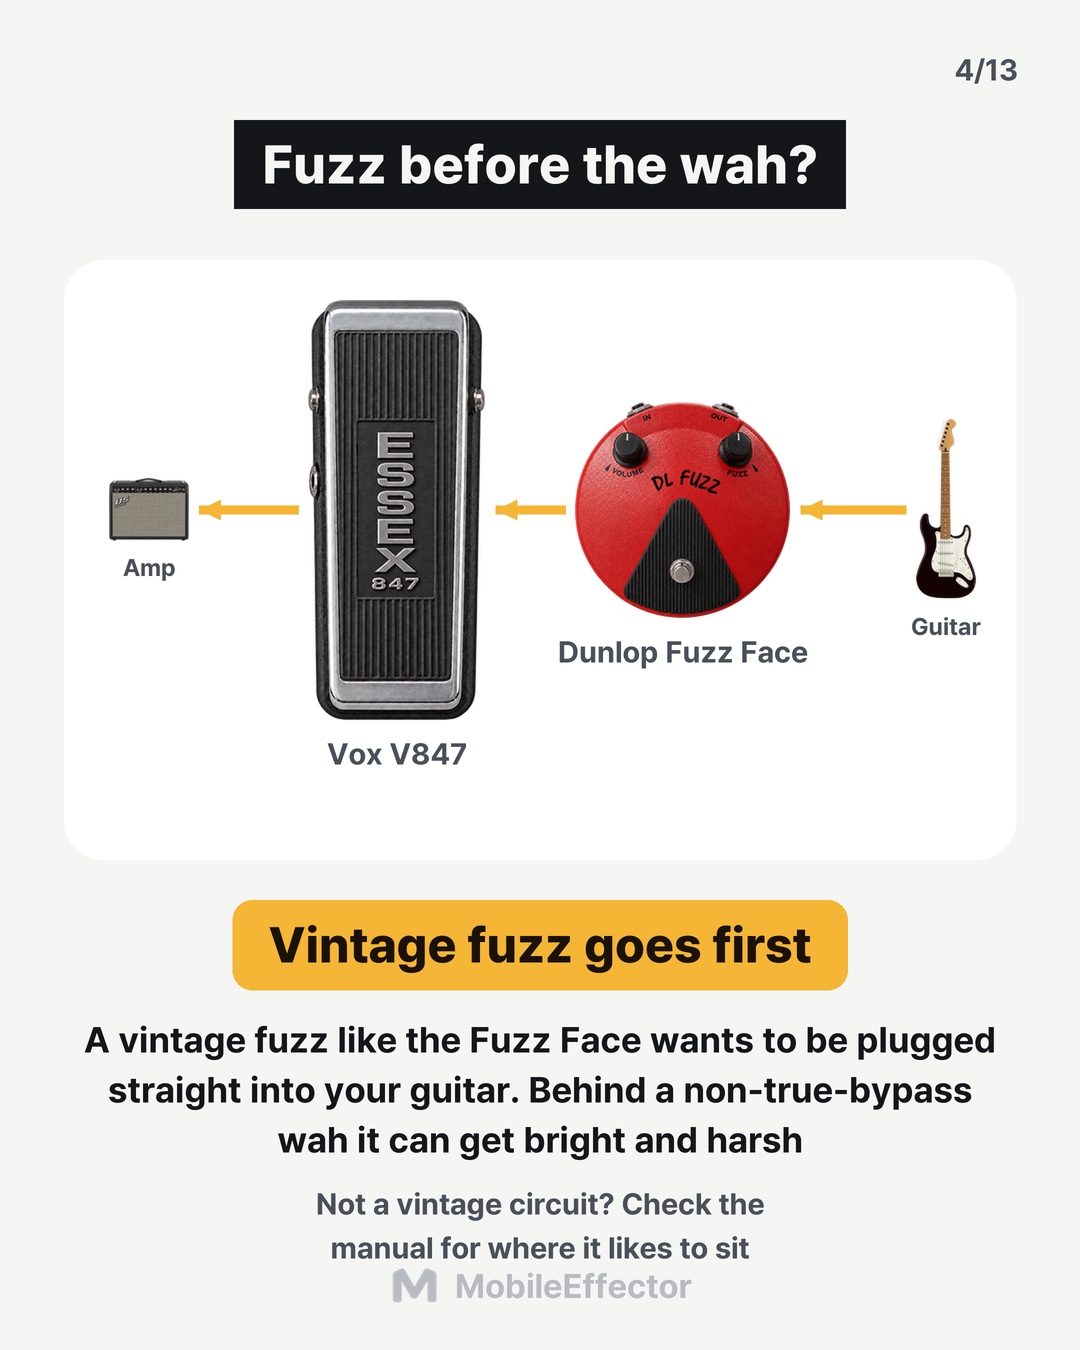 4/13
Fuzz before the wah?
ESSEX
847
IN
OUT
VOLUME
FUZZ
DL FUZZ
Amp
Guitar
Dunlop Fuzz Face
Vox V847
Vintage fuzz goes first
A vintage fuzz like the Fuzz Face wants to be plugged
straight into your guitar. Behind a non-true-bypass
wah it can get bright and harsh
Not a vintage circuit? Check the
manual for where it likes to sit
MobileEffector